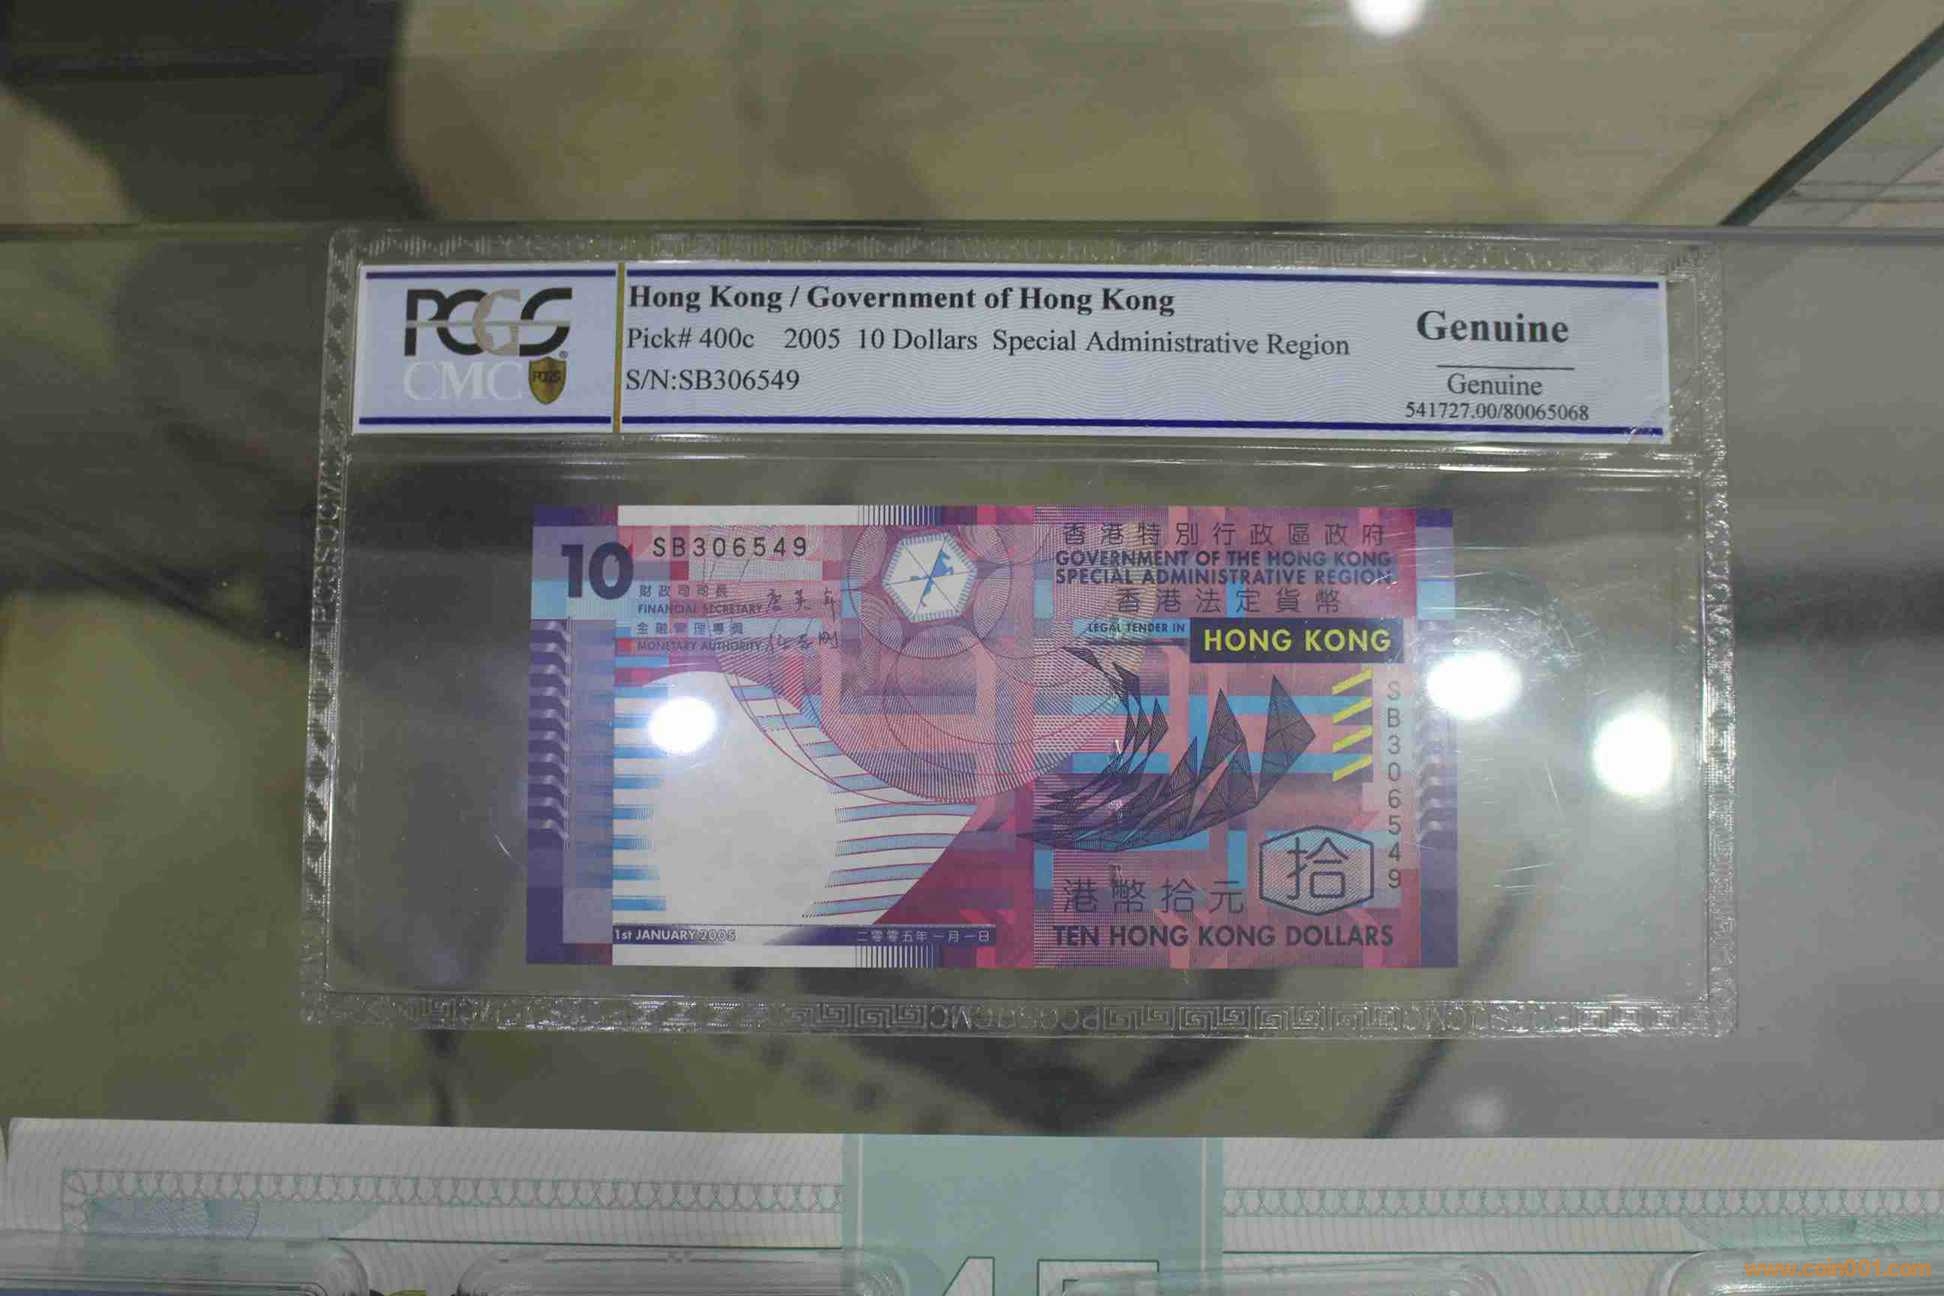 PCGS
CMC
PCGS
Hong Kong / Government of Hong Kong
Pick# 400c 2005 10 Dollars Special Administrative Region
S/N:SB306549
Genuine
Genuine
541727.00/80065068
10 SB306549
財政司司長
FINANCIAL SECRETARY
金融管理專員
MONETARY AUTHORITY
香港特別行政區政府
GOVERNMENT OF THE HONG KONG
SPECIAL ADMINISTRATIVE REGION
香港法定貨幣
LEGAL TENDER IN HONG KONG
SB306549
港幣拾元 拾
TEN HONG KONG DOLLARS
1st JANUARY 2005 二零零五年一月一日
www.coin001.com